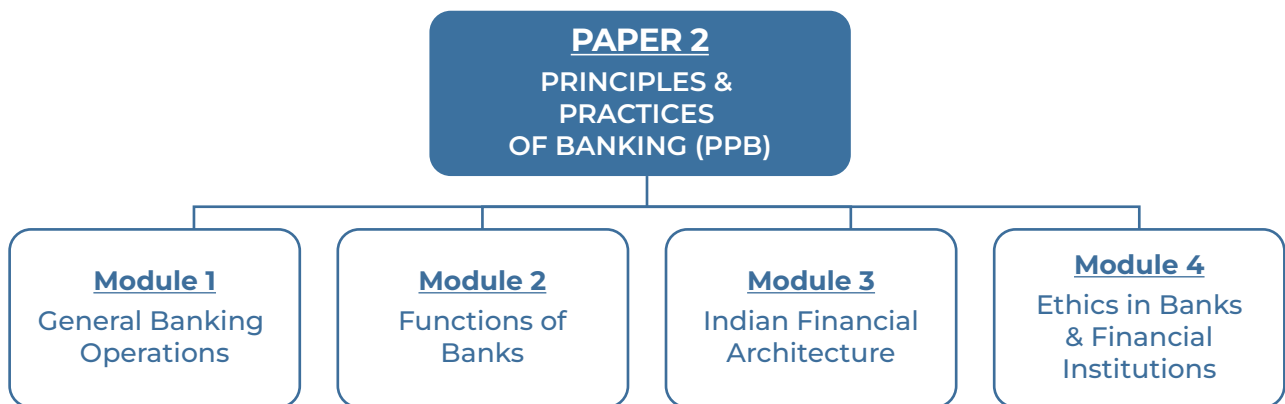 PAPER 2
PRINCIPLES &
PRACTICES
OF BANKING (PPB)
Module 1
General Banking
Operations
Module 2
Functions of
Banks
Module 3
Indian Financial
Architecture
Module 4
Ethics in Banks
& Financial
Institutions